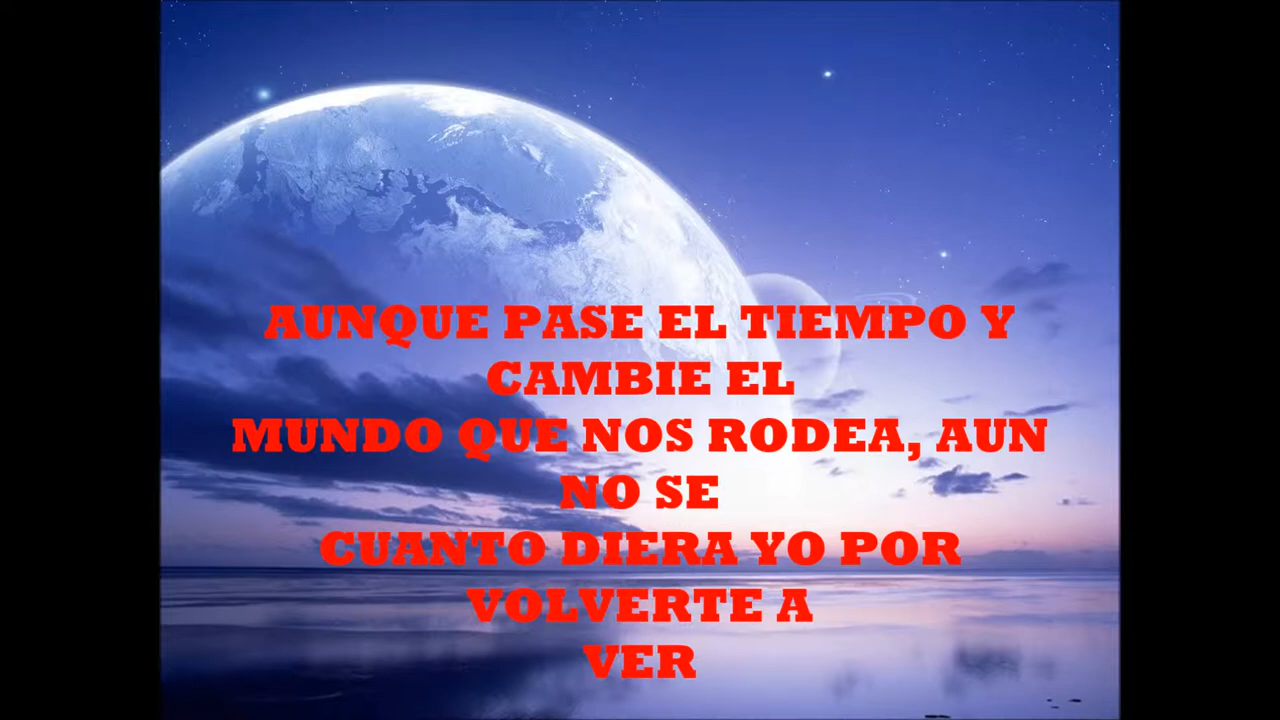 AUNQUE PASE EL TIEMPO Y
CAMBIE EL
MUNDO QUE NOS RODEA, AUN
NO SE
CUANTO DIERA YO POR
VOLVERTE A
VER